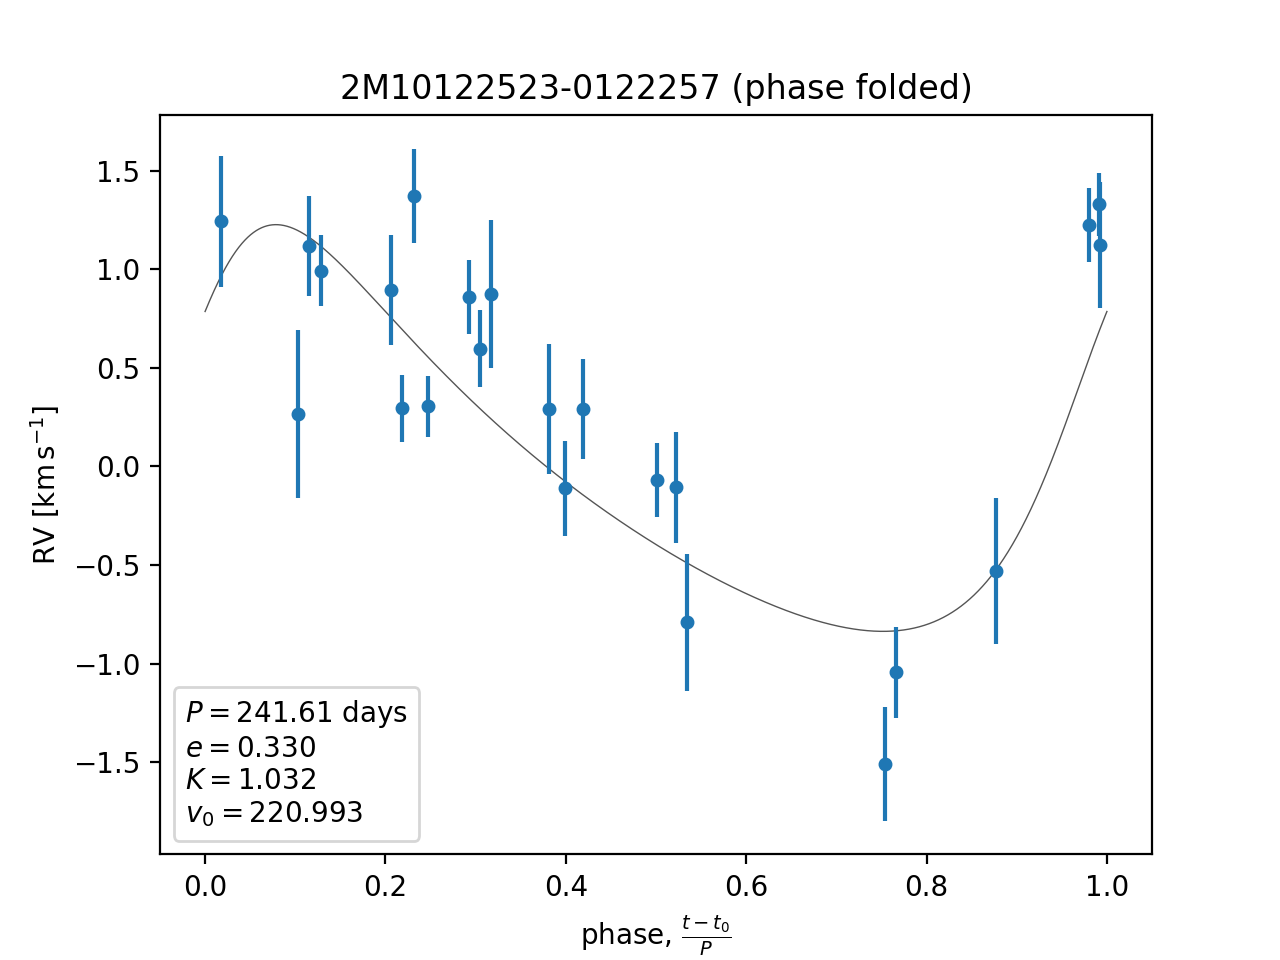 2M10122523-0122257 (phase folded)
RV [km s⁻¹]
1.5
1.0
0.5
0.0
−0.5
−1.0
−1.5
P = 241.61 days
e = 0.330
K = 1.032
v₀ = 220.993
0.0 0.2 0.4 0.6 0.8 1.0
phase, (t − t₀)/P